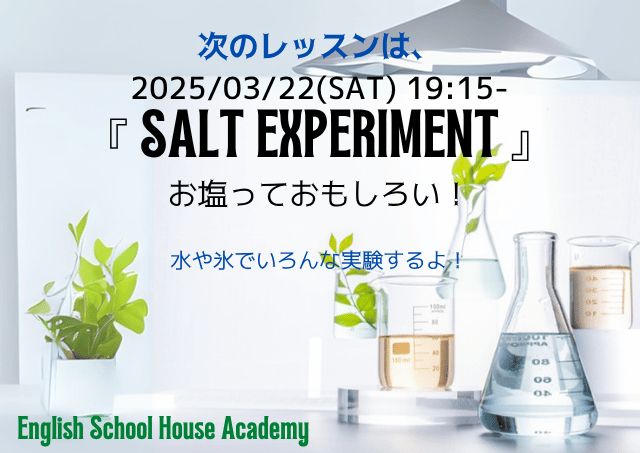 次のレッスンは、
2025/03/22(SAT) 19:15-
『 SALT EXPERIMENT 』
お塩っておもしろい！
水や氷でいろんな実験するよ！
English School House Academy